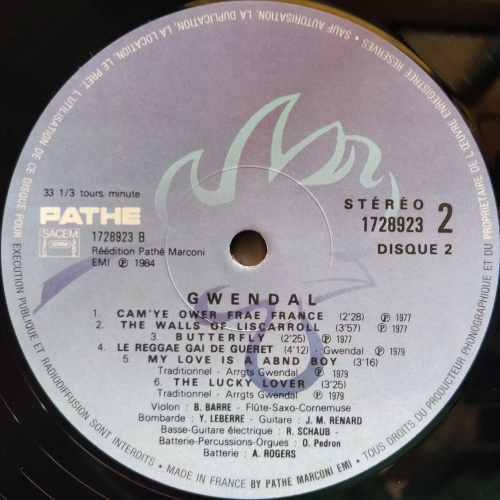 SAUF AUTORISATION, LA DUPLICATION, LA LOCATION, LE PRET, L'UTILISATION DE CE DISQUE POUR EXECUTION PUBLIQUE ET RADIODIFFUSION SONT INTERDITS • MADE IN FRANCE BY PATHE MARCONI EMI • TOUS DROITS DU PRODUCTEUR PHONOGRAPHIQUE ET DU PROPRIETAIRE DE L'ŒUVRE ENREGISTREE RESERVES •
33 1/3 tours minute
PATHE
SACEM
1728923 B
Réédition Pathé Marconi
EMI ℗ 1984
STÉRÉO
1728923 2
DISQUE 2
GWENDAL
1. CAM'YE OWER FRAE FRANCE (2'28) ℗ 1977
2. THE WALLS OF LISCARROLL (3'57) ℗ 1977
3. BUTTERFLY (2'25) ℗ 1977
4. LE REGGAE GAI DE GUERET (4'12) - Gwendal ℗ 1979
5. MY LOVE IS A ABND BOY (3'16)
Traditionnel - Arrgts Gwendal ℗ 1979
6. THE LUCKY LOVER (3'25)
Traditionnel - Arrgts Gwendal ℗ 1979
Violon : B. BARRE - Flûte-Saxo-Cornemuse
Bombarde : Y. LEBERRE - Guitare : J. M. RENARD
Basse-Guitare électrique : R. SCHAUB -
Batterie-Percussions-Orgues : O. Pedron
Batterie : A. ROGERS